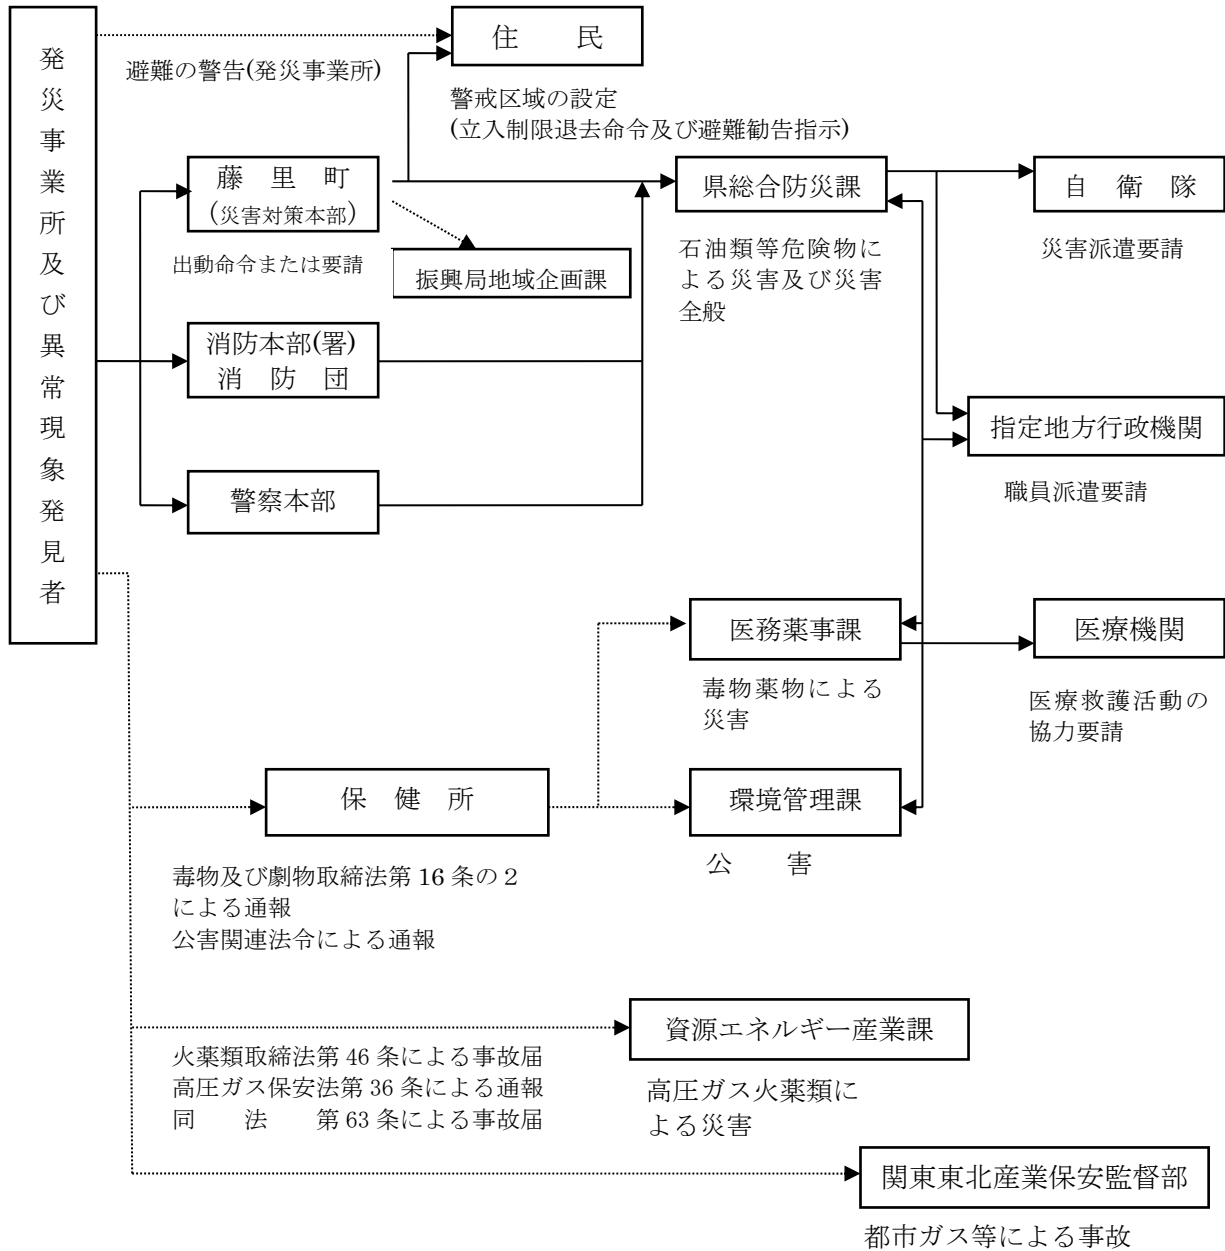 発災事業所及び異常現象発見者
住　　民
避難の警告(発災事業所)
警戒区域の設定
(立入制限退去命令及び避難勧告指示)
藤　里　町
(災害対策本部)
出動命令または要請
振興局地域企画課
県総合防災課
石油類等危険物に
よる災害及び災害
全般
自　衛　隊
災害派遣要請
消防本部(署)
消　防　団
指定地方行政機関
職員派遣要請
警察本部
医務薬事課
毒物薬物による
災害
医療機関
医療救護活動の
協力要請
保　健　所
環境管理課
公　　害
毒物及び劇物取締法第 16 条の２
による通報
公害関連法令による通報
資源エネルギー産業課
火薬類取締法第 46 条による事故届
高圧ガス保安法第 36 条による通報
同　　法　　第 63 条による事故届
高圧ガス火薬類に
よる災害
関東東北産業保安監督部
都市ガス等による事故